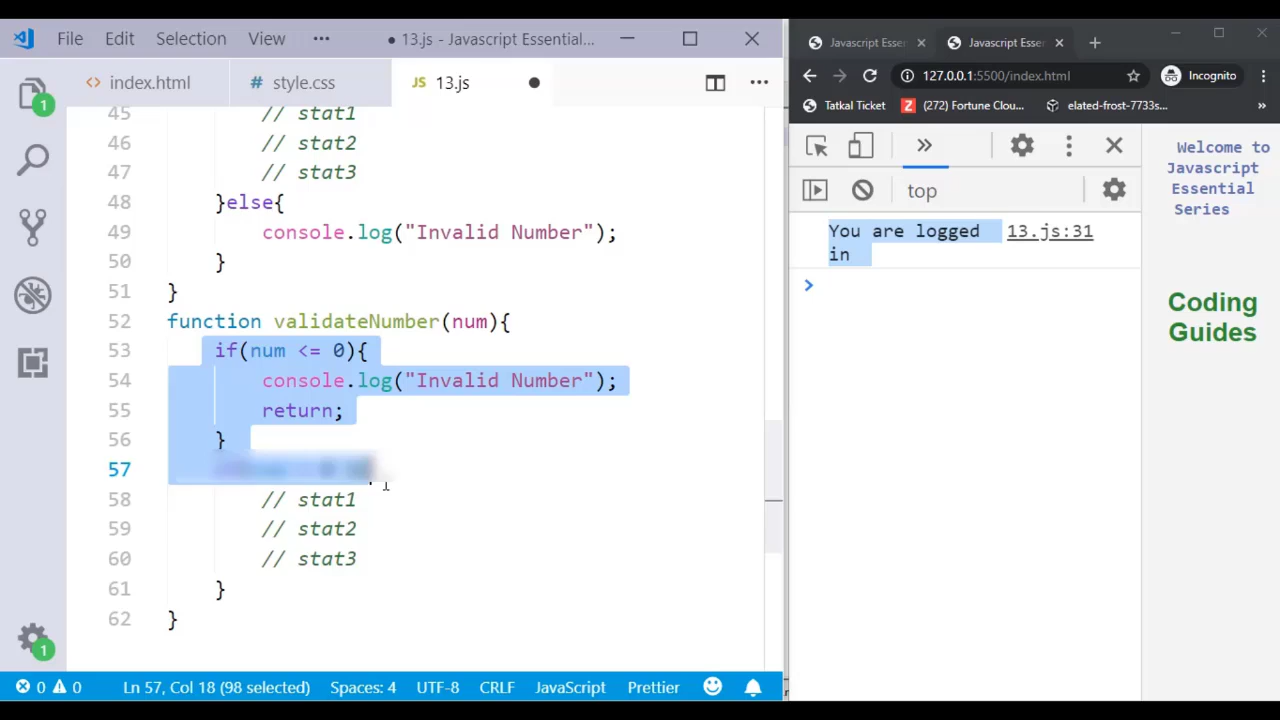 File Edit Selection View ··· ● 13.js - Javascript Essential...
index.html style.css JS 13.js
45 // stat1
46 // stat2
47 // stat3
48 }else{
49 console.log("Invalid Number");
50 }
51 }
52 function validateNumber(num){
53 if(num <= 0){
54 console.log("Invalid Number");
55 return;
56 }
57
58 // stat1
59 // stat2
60 // stat3
61 }
62 }
1
1
0 0 Ln 57, Col 18 (98 selected) Spaces: 4 UTF-8 CRLF JavaScript Prettier
Javascript Esse Javascript Esse
127.0.0.1:5500/index.html Incognito
Tatkal Ticket Z (272) Fortune Clou... elated-frost-7733s... »
top
You are logged 13.js:31
in
Welcome to
Javascript
Essential
Series
Coding
Guides